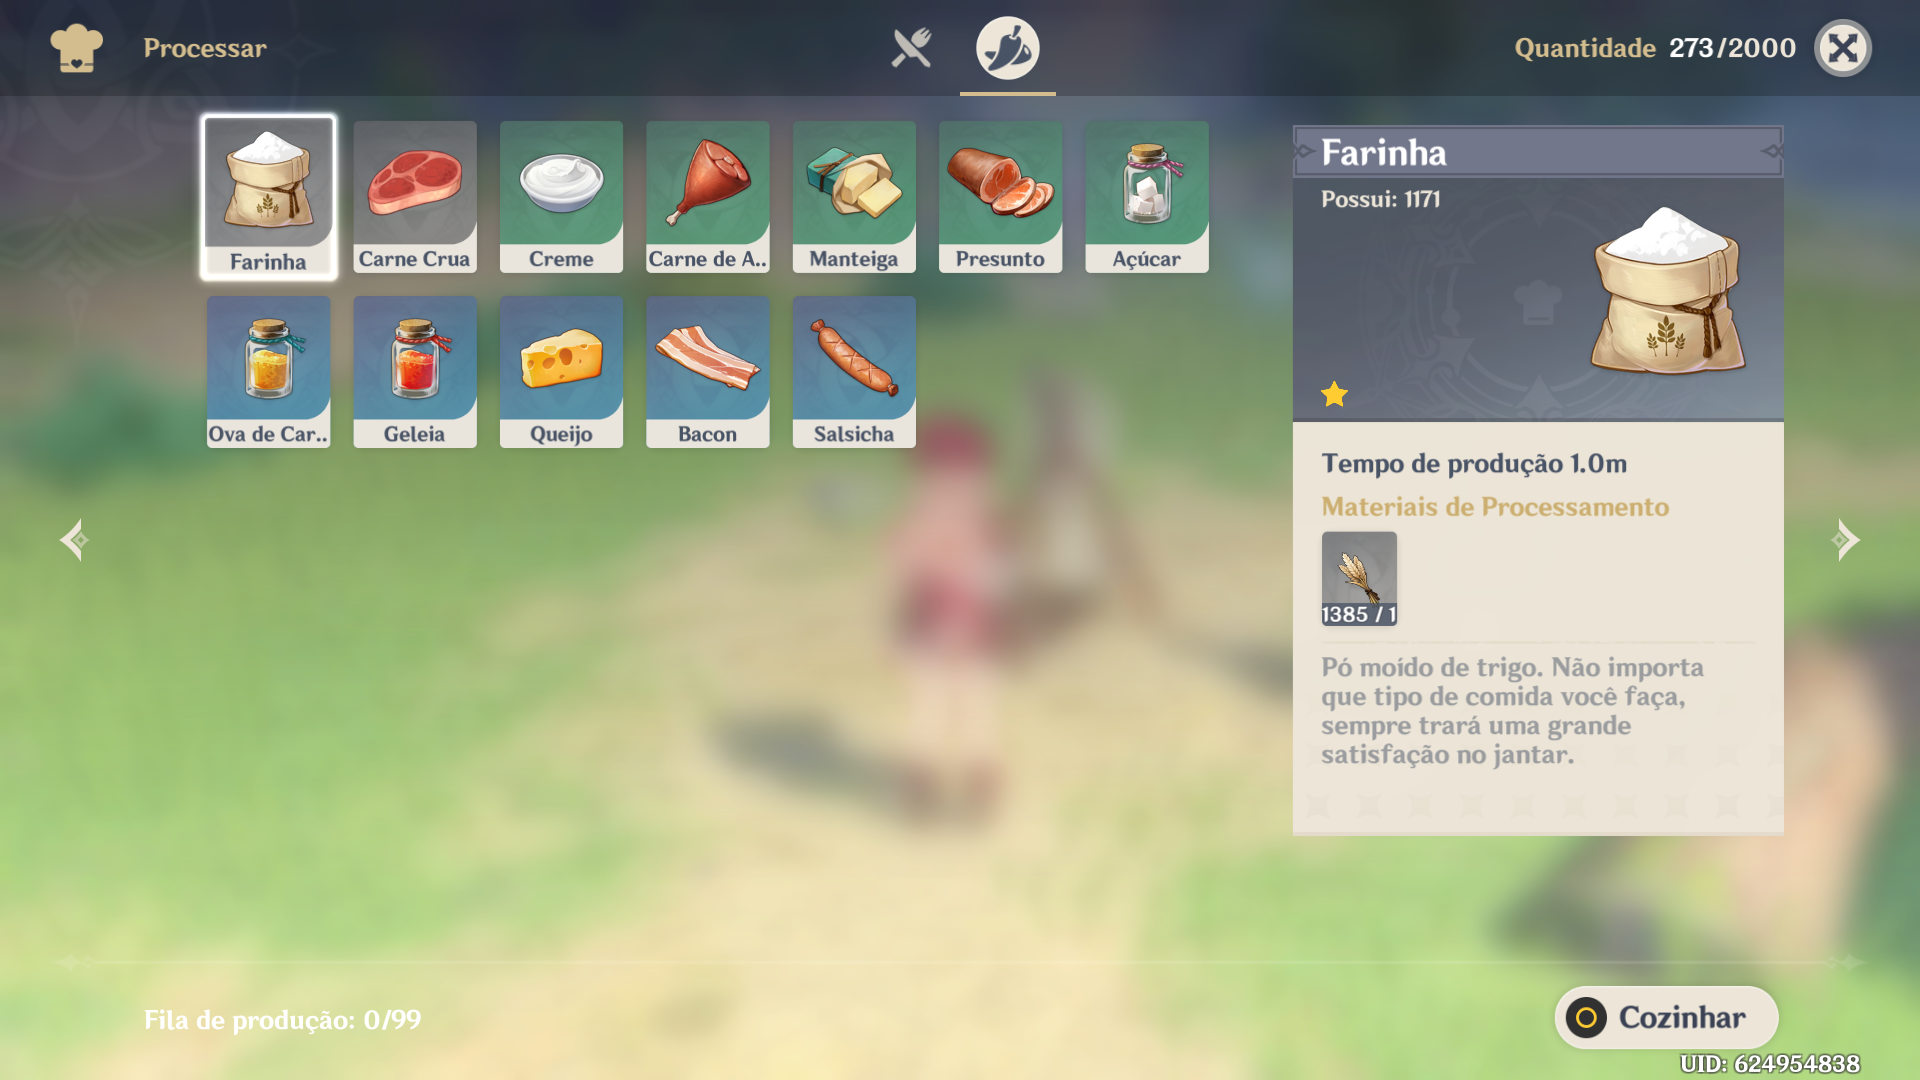 Processar
Quantidade 273/2000
Farinha
Carne Crua
Creme
Carne de A..
Manteiga
Presunto
Açúcar
Ova de Car..
Geleia
Queijo
Bacon
Salsicha
Farinha
Possui: 1171
Tempo de produção 1.0m
Materiais de Processamento
1385 / 1
Pó moído de trigo. Não importa
que tipo de comida você faça,
sempre trará uma grande
satisfação no jantar.
Fila de produção: 0/99
Cozinhar
UID: 624954838